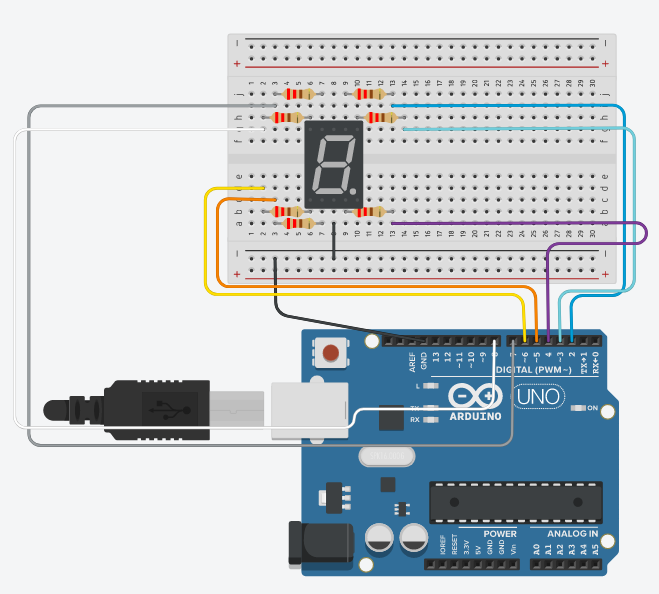 1 2 3 4 5 6 7 8 9 10 11 12 13 14 15 16 17 18 19 20 21 22 23 24 25 26 27 28 29 30
j j
h
f f
e e
d
c
b b
a a
1 2 3 4 5 6 7 8 9 10 11 12 13 14 15 16 17 18 19 20 21 22 23 24 25 26 27 28 29 30
AREF GND 13 12 ~11 ~10 ~9 8 7 ~6 ~5 4 ~3 2 TX→1 RX←0
DIGITAL (PWM~)
L
TX
RX
UNO
ON
ARDUINO
POWER ANALOG IN
IOREF RESET 3.3V 5V GND GND Vin A0 A1 A2 A3 A4 A5